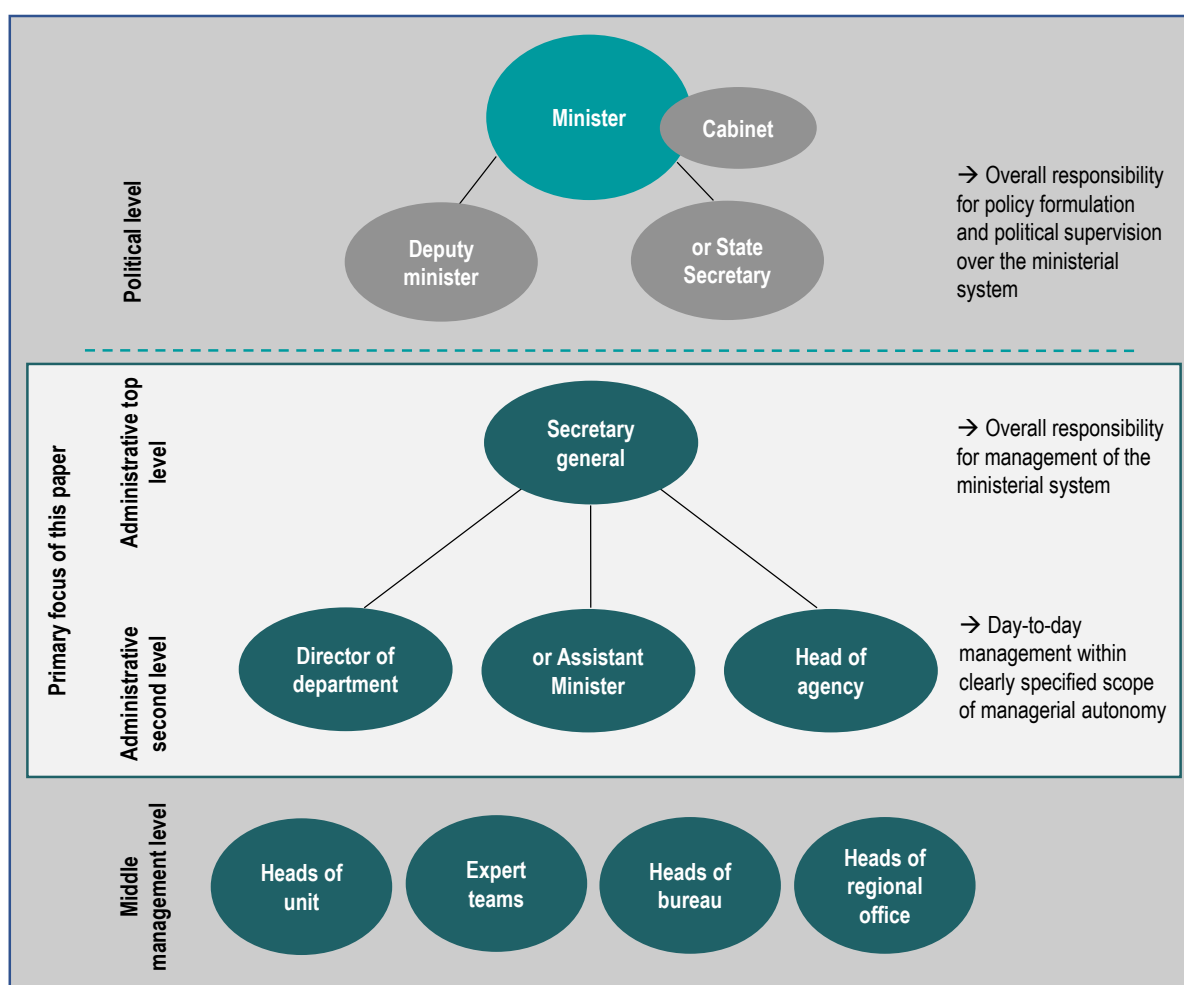 Minister
Cabinet
Deputy
minister
or State
Secretary
Political level
→ Overall responsibility
for policy formulation
and political supervision
over the ministerial
system
Primary focus of this paper
Administrative top
level
Secretary
general
→ Overall responsibility
for management of the
ministerial system
Administrative
second level
Director of
department
or Assistant
Minister
Head of
agency
→ Day-to-day
management within
clearly specified scope
of managerial autonomy
Middle
management level
Heads of
unit
Expert
teams
Heads of
bureau
Heads of
regional
office